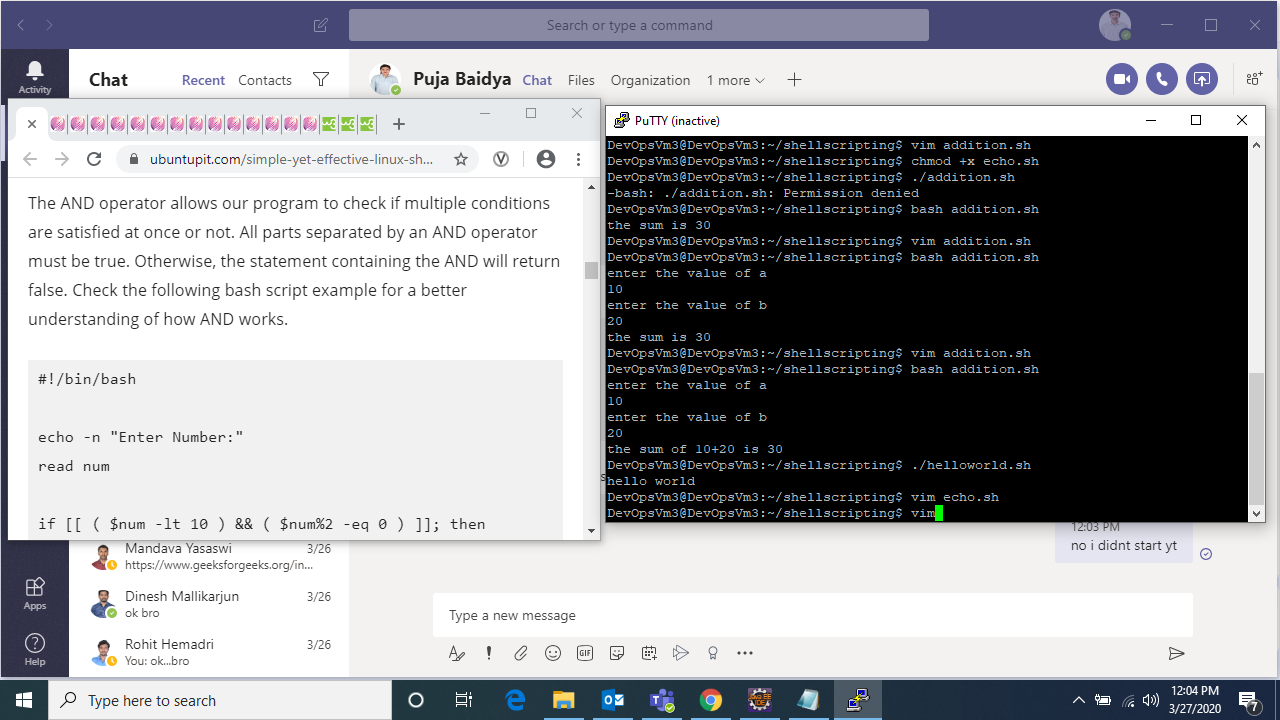 Search or type a command
Activity
Chat
Recent
Contacts
Puja Baidya
Chat
Files
Organization
1 more
ubuntupit.com/simple-yet-effective-linux-sh...
The AND operator allows our program to check if multiple conditions
are satisfied at once or not. All parts separated by an AND operator
must be true. Otherwise, the statement containing the AND will return
false. Check the following bash script example for a better
understanding of how AND works.
#!/bin/bash
echo -n "Enter Number:"
read num
if [[ ( $num -lt 10 ) && ( $num%2 -eq 0 ) ]]; then
PuTTY (inactive)
DevOpsVm3@DevOpsVm3:~/shellscripting$ vim addition.sh
DevOpsVm3@DevOpsVm3:~/shellscripting$ chmod +x echo.sh
DevOpsVm3@DevOpsVm3:~/shellscripting$ ./addition.sh
-bash: ./addition.sh: Permission denied
DevOpsVm3@DevOpsVm3:~/shellscripting$ bash addition.sh
the sum is 30
DevOpsVm3@DevOpsVm3:~/shellscripting$ vim addition.sh
DevOpsVm3@DevOpsVm3:~/shellscripting$ bash addition.sh
enter the value of a
10
enter the value of b
20
the sum is 30
DevOpsVm3@DevOpsVm3:~/shellscripting$ vim addition.sh
DevOpsVm3@DevOpsVm3:~/shellscripting$ bash addition.sh
enter the value of a
10
enter the value of b
20
the sum of 10+20 is 30
DevOpsVm3@DevOpsVm3:~/shellscripting$ ./helloworld.sh
hello world
DevOpsVm3@DevOpsVm3:~/shellscripting$ vim echo.sh
DevOpsVm3@DevOpsVm3:~/shellscripting$ vim
12:03 PM
no i didnt start yt
Mandava Yasaswi
3/26
https://www.geeksforgeeks.org/in...
Dinesh Mallikarjun
3/26
ok bro
Rohit Hemadri
3/26
You: ok...bro
Apps
Help
Type a new message
GIF
Type here to search
12:04 PM
3/27/2020
7